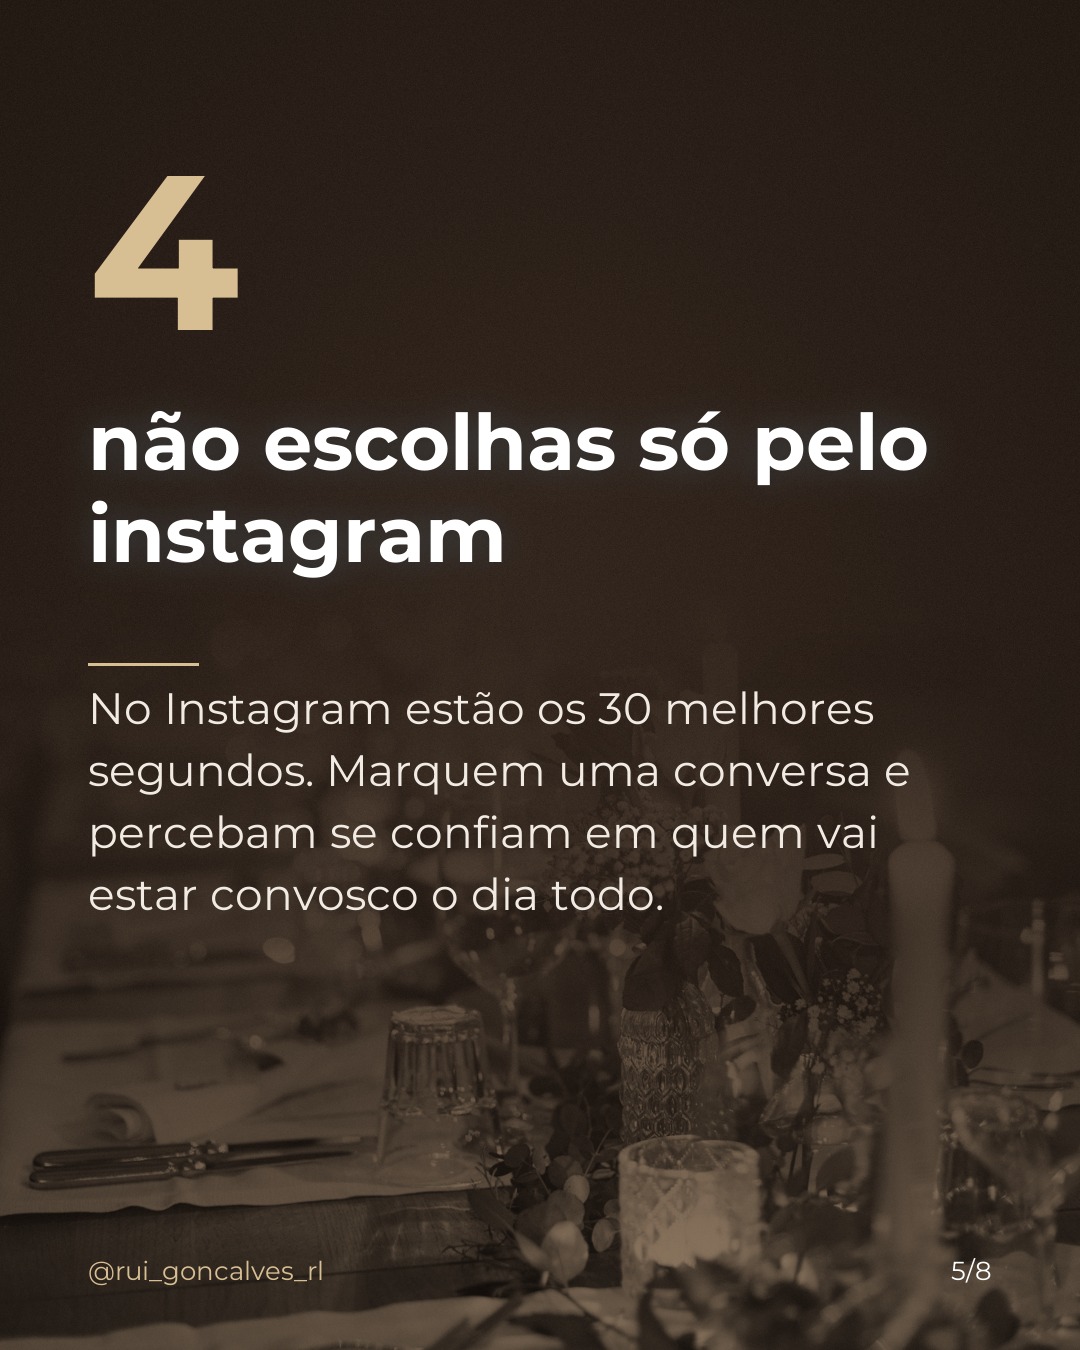 4
não escolhas só pelo
instagram
No Instagram estão os 30 melhores
segundos. Marquem uma conversa e
percebam se confiam em quem vai
estar convosco o dia todo.
@rui_goncalves_rl
5/8